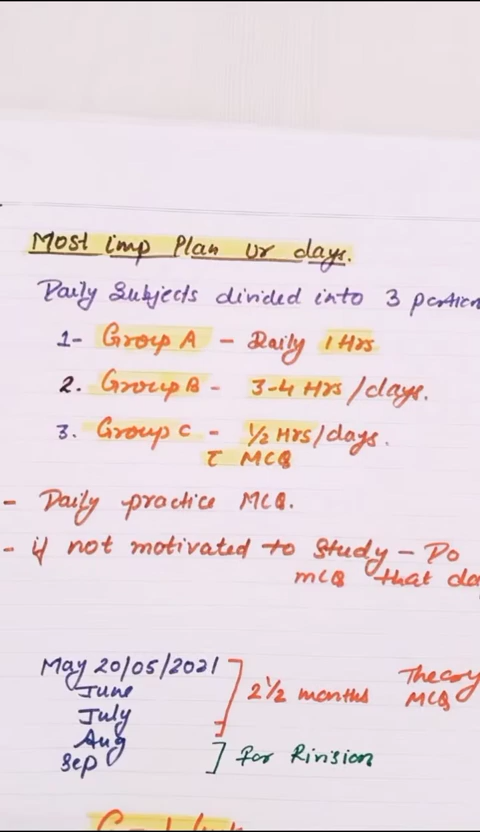 Most imp Plan ur days.
Daily Subjects divided into 3 portion
1- Group A - Daily 1 Hrs
2. Group B - 3-4 Hrs/days.
3. Group C - ½ Hrs/days.
c̄ MCQ
- Daily practice MCQ.
- if not motivated to Study - Do
MCQ that da
May 20/05/2021
June
July
Aug
Sep
2½ months
Theory
MCQ
for Rivision